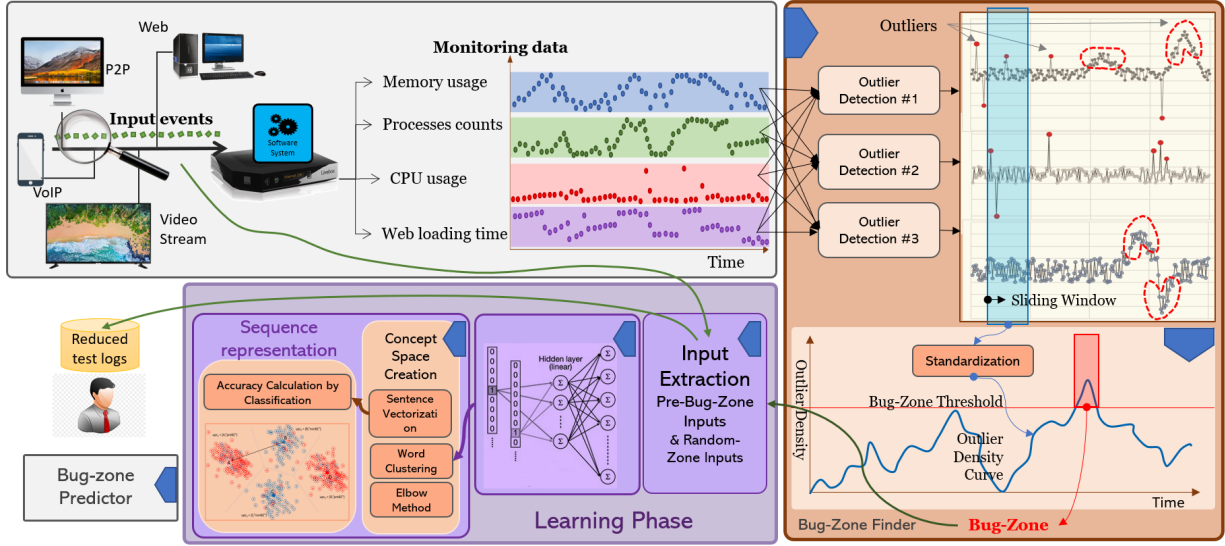 Web
P2P
Input events
VoIP
Video
Stream
Software
System
Monitoring data
Memory usage
Processes counts
CPU usage
Web loading time
Time
Outlier
Detection #1
Outlier
Detection #2
Outlier
Detection #3
Outliers
Sliding Window
Standardization
Bug-Zone Threshold
Outlier
Density
Curve
Outlier Density
Time
Bug-Zone Finder
Bug-Zone
Reduced
test logs
Bug-zone
Predictor
Sequence
representation
Accuracy Calculation by
Classification
Concept
Space
Creation
Sentence
Vectorizati
on
Word
Clustering
Elbow
Method
Hidden layer
(linear)
Input
Extraction
Pre-Bug-Zone
Inputs
& Random-
Zone Inputs
Learning Phase